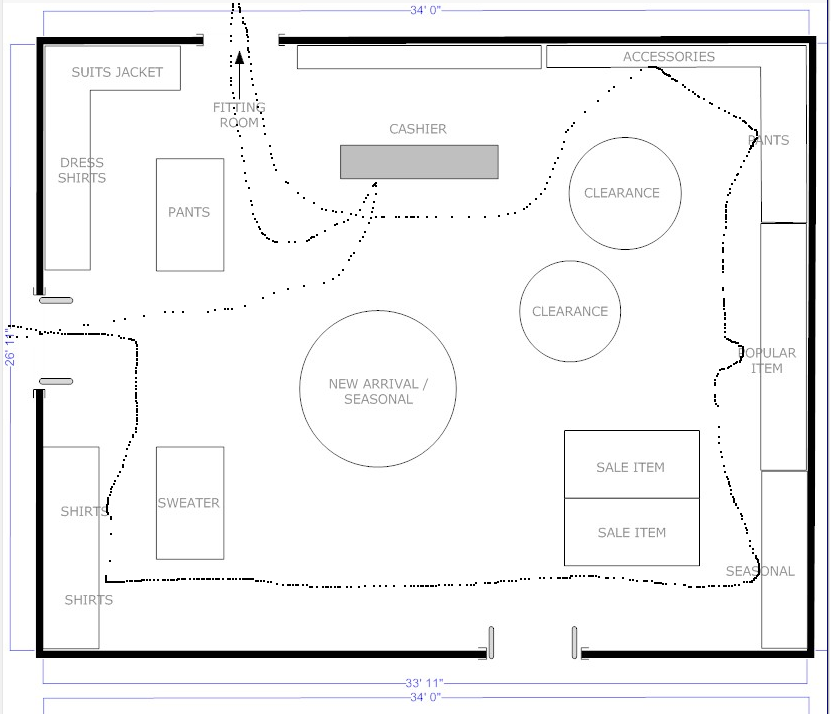 34' 0"
SUITS JACKET
ACCESSORIES
FITTING
ROOM
CASHIER
PANTS
DRESS
SHIRTS
CLEARANCE
PANTS
CLEARANCE
26' 11"
POPULAR
ITEM
NEW ARRIVAL /
SEASONAL
SALE ITEM
SWEATER
SHIRTS
SALE ITEM
SEASONAL
SHIRTS
33' 11"
34' 0"